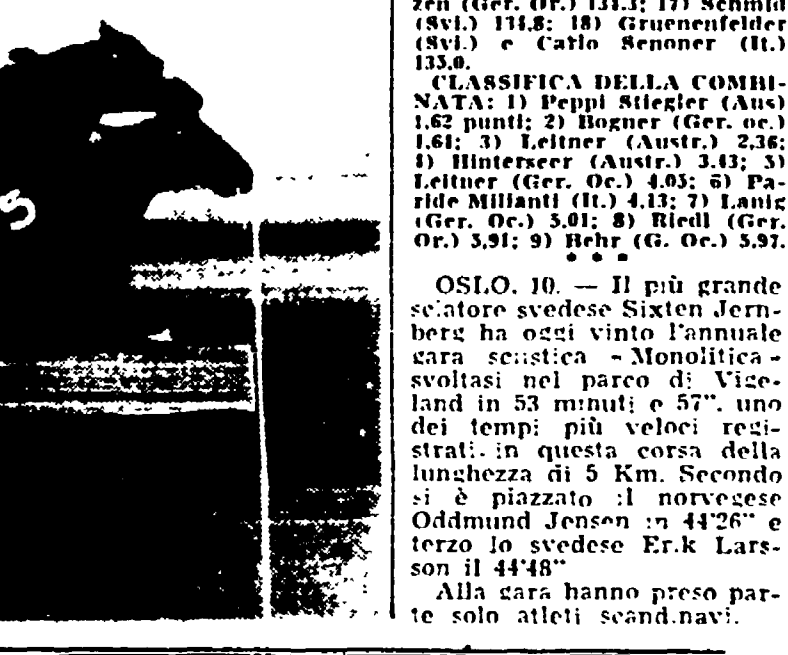 S
zen (Ger. Or.) 131.3; 17) Schmid
(Svi.) 131,8; 18) Gruenenfelder
(Svi.) e Carlo Senoner (It.)
133.0.
CLASSIFICA DELLA COMBI-
NATA: 1) Peppi Stiegler (Aus)
1,62 punti; 2) Bogner (Ger. oc.)
1,61; 3) Leitner (Austr.) 2,36;
4) Hinterseer (Austr.) 3.43; 5)
Leitner (Ger. Oc.) 4.05; 6) Pa-
ride Milianti (It.) 4.13; 7) Lanig
(Ger. Oc.) 5.01; 8) Riedl (Ger.
Or.) 5,91; 9) Behr (G. Oc.) 5.97.
* * *
OSLO, 10. — Il più grande
sciatore svedese Sixten Jern-
berg ha oggi vinto l'annuale
gara sciistica - Monolitica -
svoltasi nel parco di Vige-
land in 53 minuti e 57". uno
dei tempi più veloci regi-
strati in questa corsa della
lunghezza di 5 Km. Secondo
si è piazzato il norvegese
Oddmund Jensen in 44'26" e
terzo lo svedese Erik Lars-
son il 44'48"
Alla gara hanno preso par-
te solo atleti scandinavi.